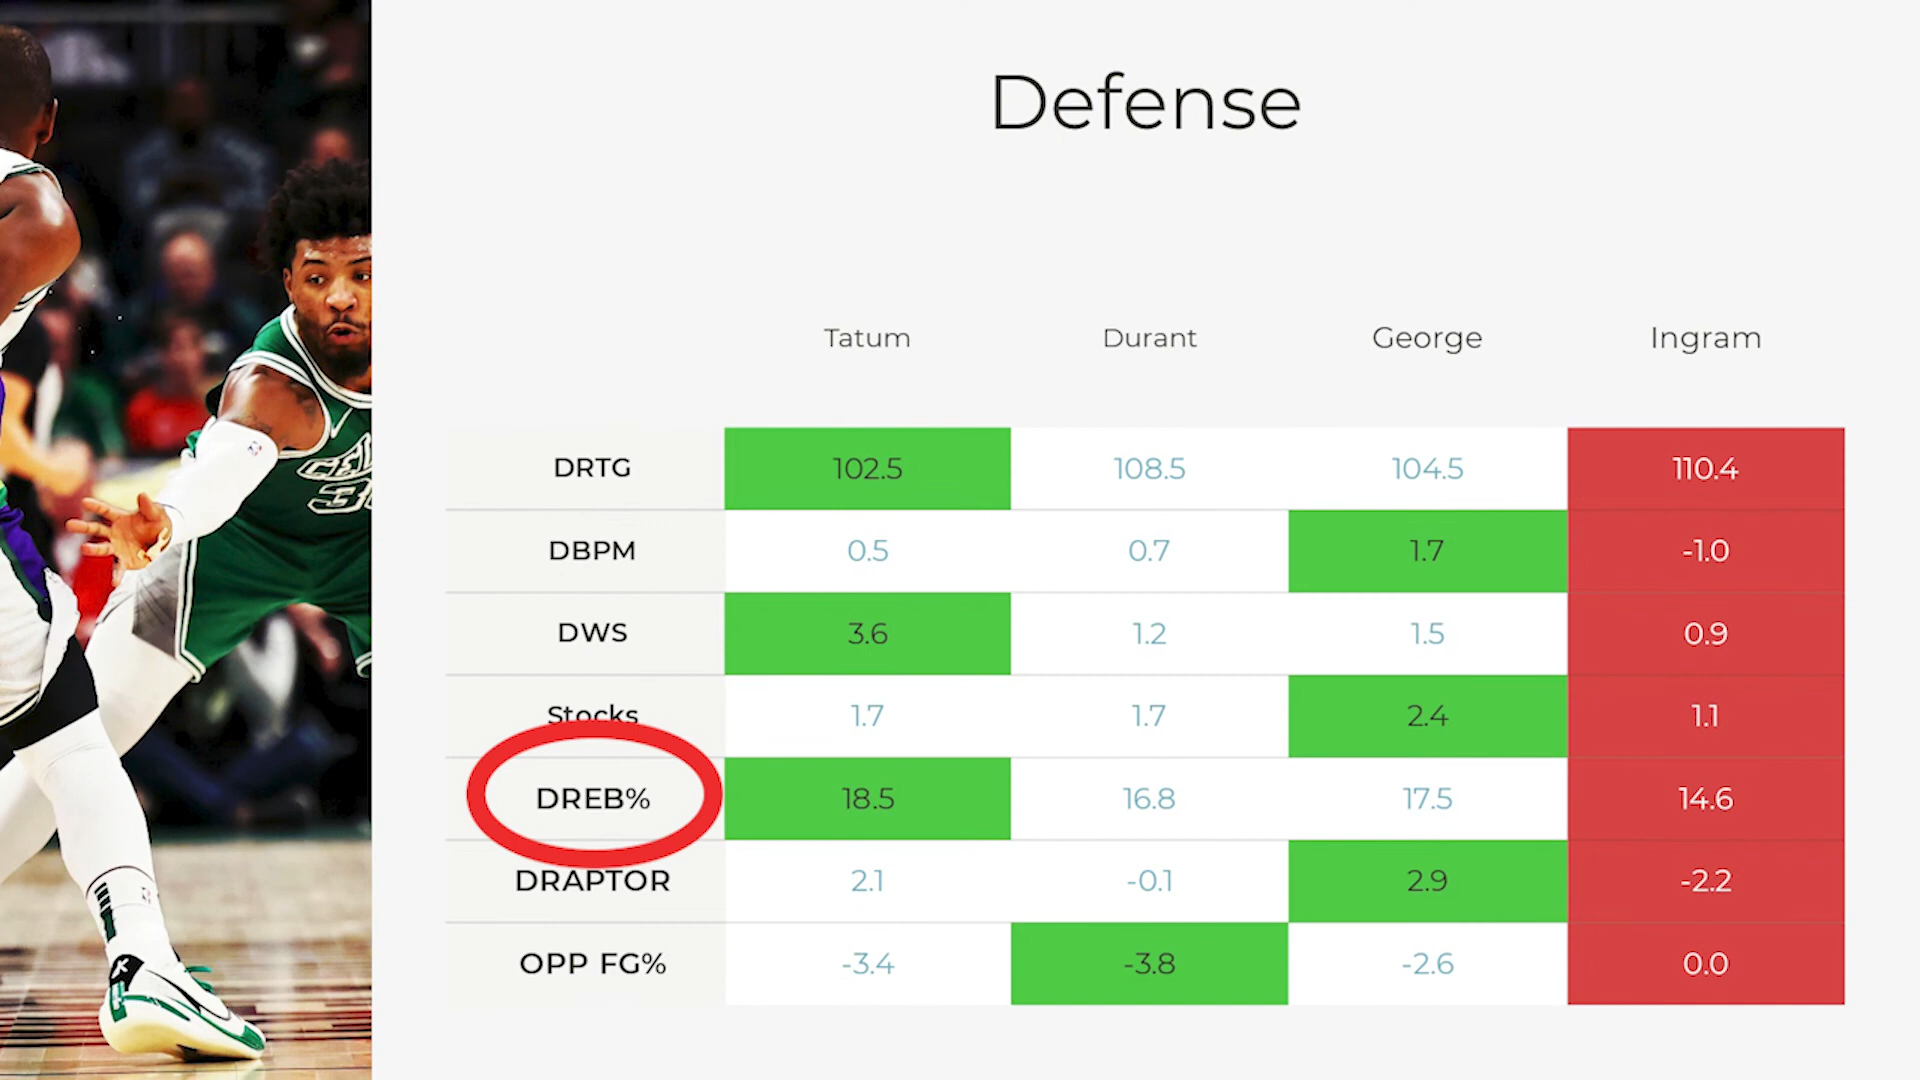 Defense
Tatum Durant George Ingram
DRTG 102.5 108.5 104.5 110.4
DBPM 0.5 0.7 1.7 -1.0
DWS 3.6 1.2 1.5 0.9
Stocks 1.7 1.7 2.4 1.1
DREB% 18.5 16.8 17.5 14.6
DRAPTOR 2.1 -0.1 2.9 -2.2
OPP FG% -3.4 -3.8 -2.6 0.0